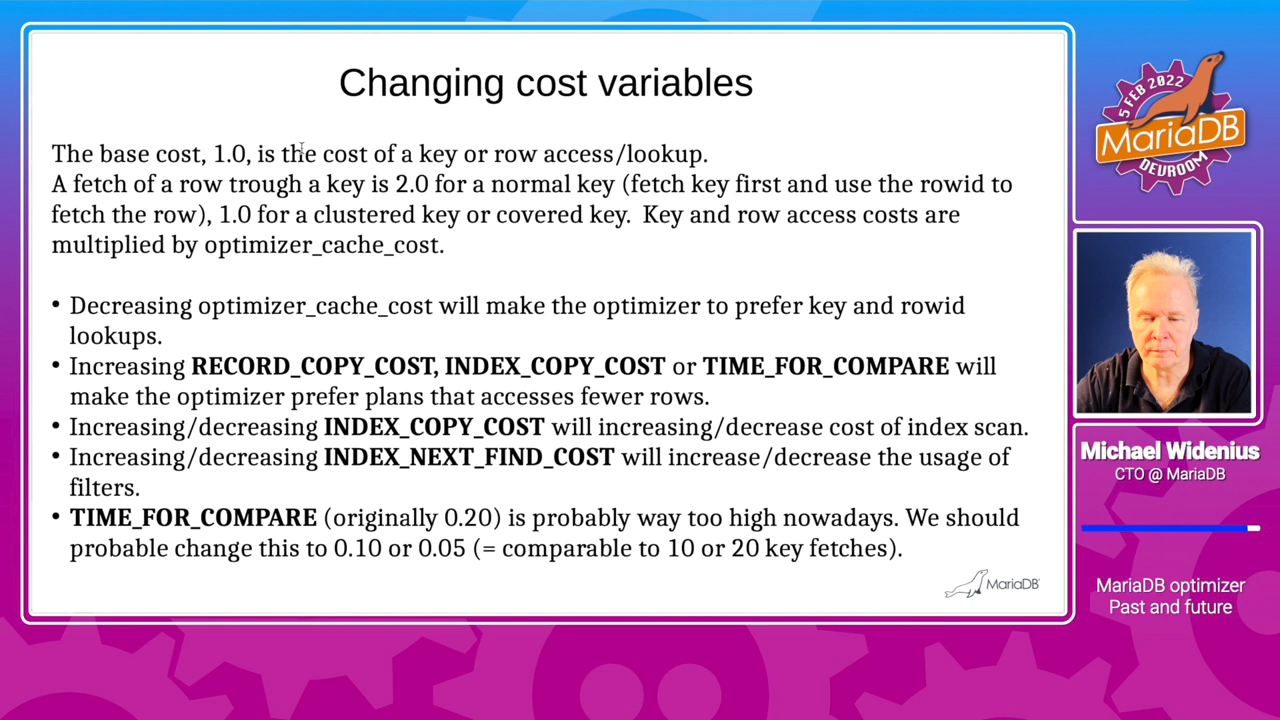 Changing cost variables
The base cost, 1.0, is the cost of a key or row access/lookup.
A fetch of a row trough a key is 2.0 for a normal key (fetch key first and use the rowid to
fetch the row), 1.0 for a clustered key or covered key.  Key and row access costs are
multiplied by optimizer_cache_cost.
• Decreasing optimizer_cache_cost will make the optimizer to prefer key and rowid
lookups.
• Increasing RECORD_COPY_COST, INDEX_COPY_COST or TIME_FOR_COMPARE will
make the optimizer prefer plans that accesses fewer rows.
• Increasing/decreasing INDEX_COPY_COST will increasing/decrease cost of index scan.
• Increasing/decreasing INDEX_NEXT_FIND_COST will increase/decrease the usage of
filters.
• TIME_FOR_COMPARE (originally 0.20) is probably way too high nowadays. We should
probable change this to 0.10 or 0.05 (= comparable to 10 or 20 key fetches).
MariaDB
5 FEB 2022
MariaDB
DEVROOM
Michael Widenius
CTO @ MariaDB
MariaDB optimizer
Past and future